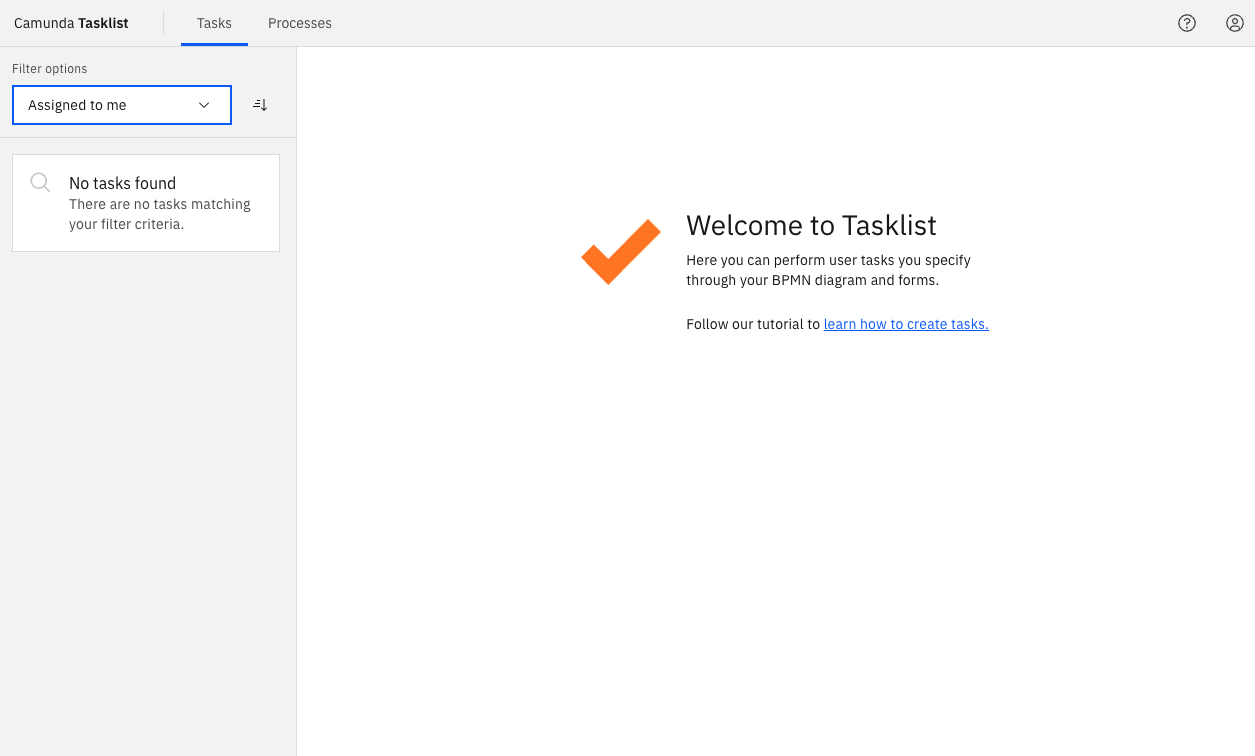 Camunda Tasklist
Tasks
Processes
Filter options
Assigned to me
No tasks found
There are no tasks matching
your filter criteria.
Welcome to Tasklist
Here you can perform user tasks you specify
through your BPMN diagram and forms.
Follow our tutorial to learn how to create tasks.